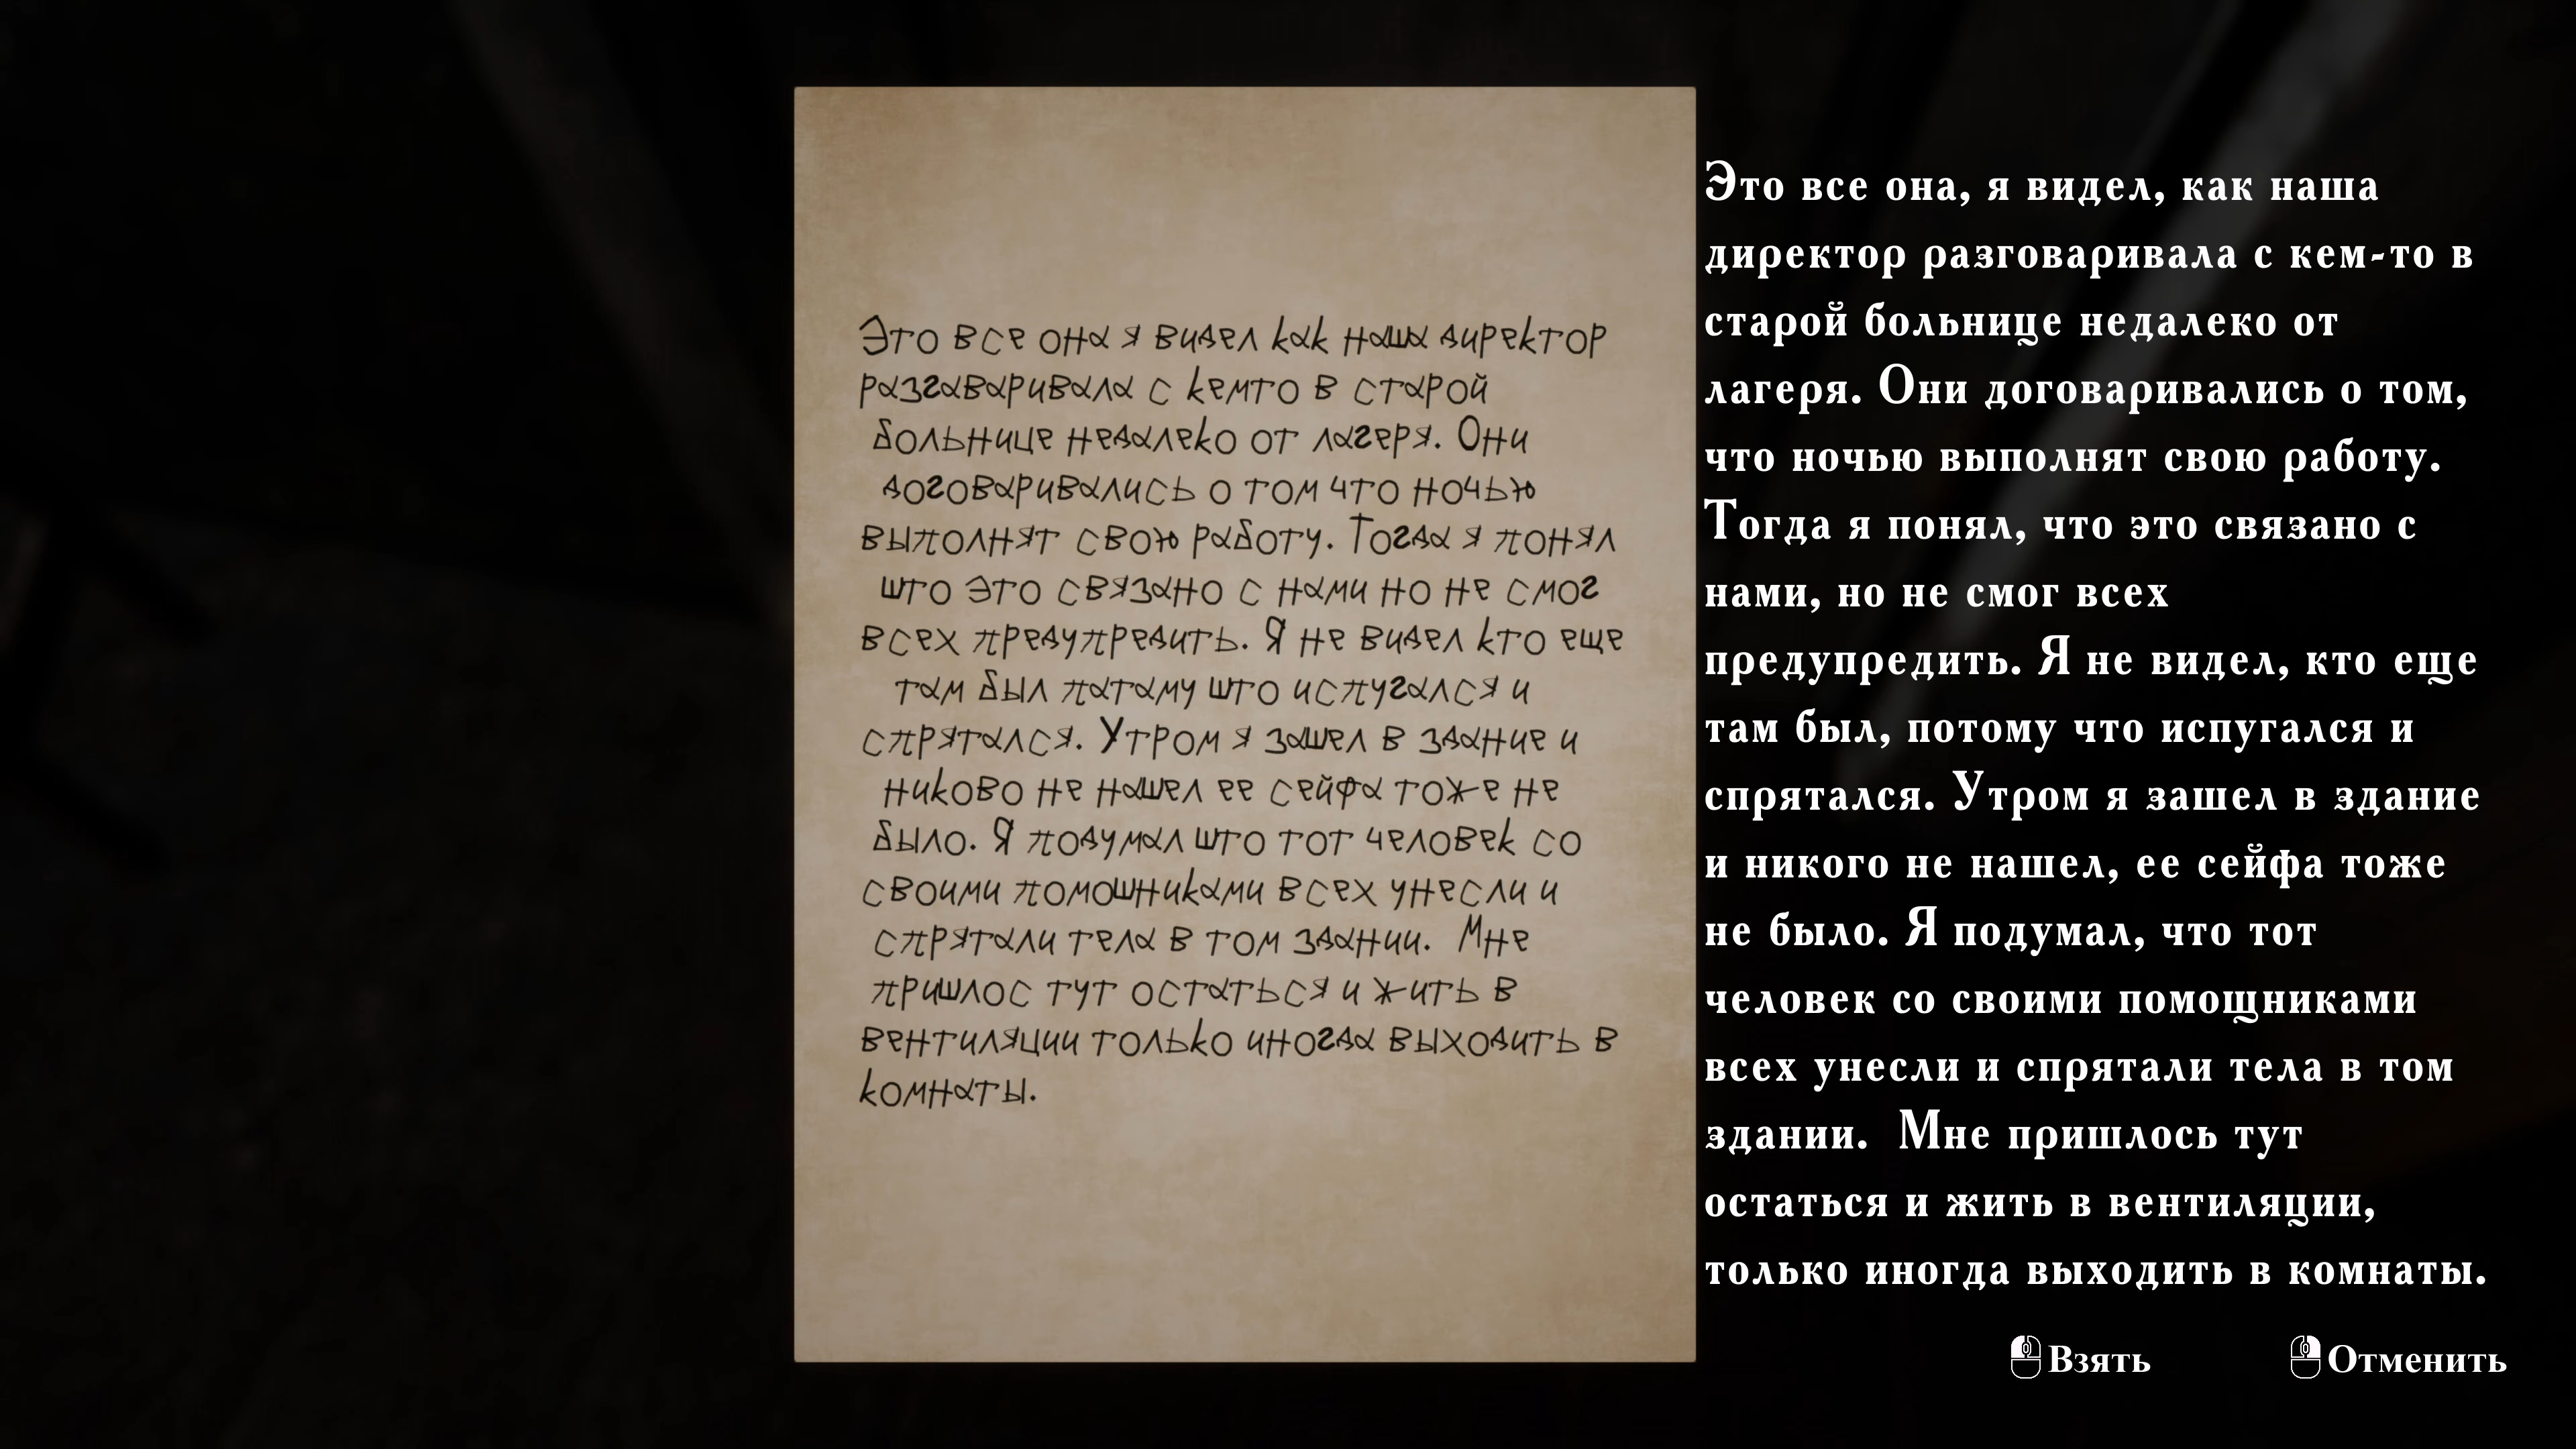 Это все она я видел как наша директор
разгаваривала с кемто в старой
больнице недалеко от лагеря. Они
договаривались о том что ночью
выполнят свою работу. Тогда я понял
што это связано с нами но не смог
всех предупредить. Я не видел кто еще
там был патаму што испугался и
спрятался. Утром я зашел в здание и
никово не нашел ее сейфа тоже не
было. Я подумал што тот человек со
своими помошниками всех унесли и
спрятали тела в том здании.  Мне
пришлос тут остаться и жить в
вентиляции только иногда выходить в
комнаты.
Это все она, я видел, как наша
директор разговаривала с кем-то в
старой больнице недалеко от
лагеря. Они договаривались о том,
что ночью выполнят свою работу.
Тогда я понял, что это связано с
нами, но не смог всех
предупредить. Я не видел, кто еще
там был, потому что испугался и
спрятался. Утром я зашел в здание
и никого не нашел, ее сейфа тоже
не было. Я подумал, что тот
человек со своими помощниками
всех унесли и спрятали тела в том
здании.  Мне пришлось тут
остаться и жить в вентиляции,
только иногда выходить в комнаты.
Взять Отменить